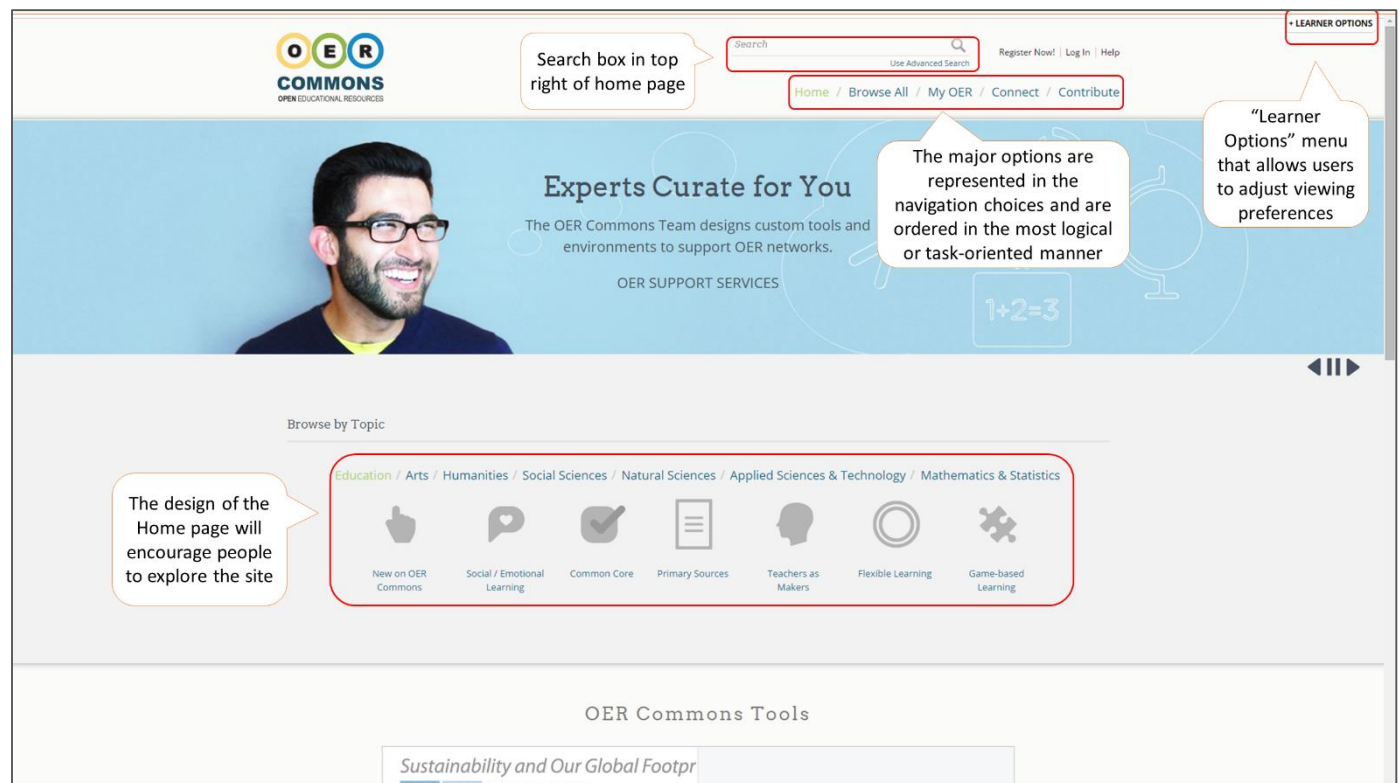 + LEARNER OPTIONS
O E R
COMMONS
OPEN EDUCATIONAL RESOURCES
Search box in top
right of home page
Search
Use Advanced Search
Register Now! | Log In | Help
Home / Browse All / My OER / Connect / Contribute
"Learner
Options" menu
that allows users
to adjust viewing
preferences
The major options are
represented in the
navigation choices and are
ordered in the most logical
or task-oriented manner
Experts Curate for You
The OER Commons Team designs custom tools and
environments to support OER networks.
OER SUPPORT SERVICES
1+2=3
Browse by Topic
Education / Arts / Humanities / Social Sciences / Natural Sciences / Applied Sciences & Technology / Mathematics & Statistics
The design of the
Home page will
encourage people
to explore the site
New on OER
Commons
Social / Emotional
Learning
Common Core
Primary Sources
Teachers as
Makers
Flexible Learning
Game-based
Learning
OER Commons Tools
Sustainability and Our Global Footpr